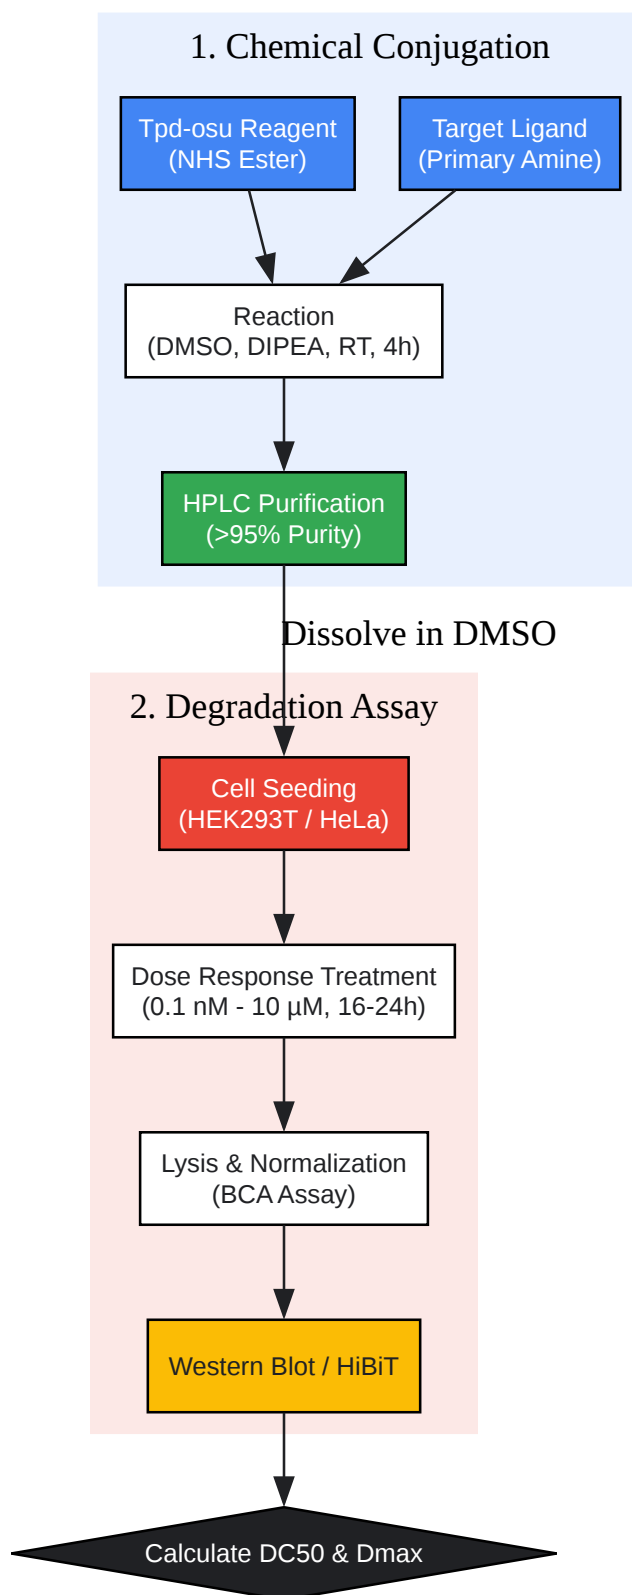 1. Chemical Conjugation
Tpd-osu Reagent
(NHS Ester)
Target Ligand
(Primary Amine)
Reaction
(DMSO, DIPEA, RT, 4h)
HPLC Purification
(>95% Purity)
Dissolve in DMSO
2. Degradation Assay
Cell Seeding
(HEK293T / HeLa)
Dose Response Treatment
(0.1 nM - 10 µM, 16-24h)
Lysis & Normalization
(BCA Assay)
Western Blot / HiBiT
Calculate DC50 & Dmax